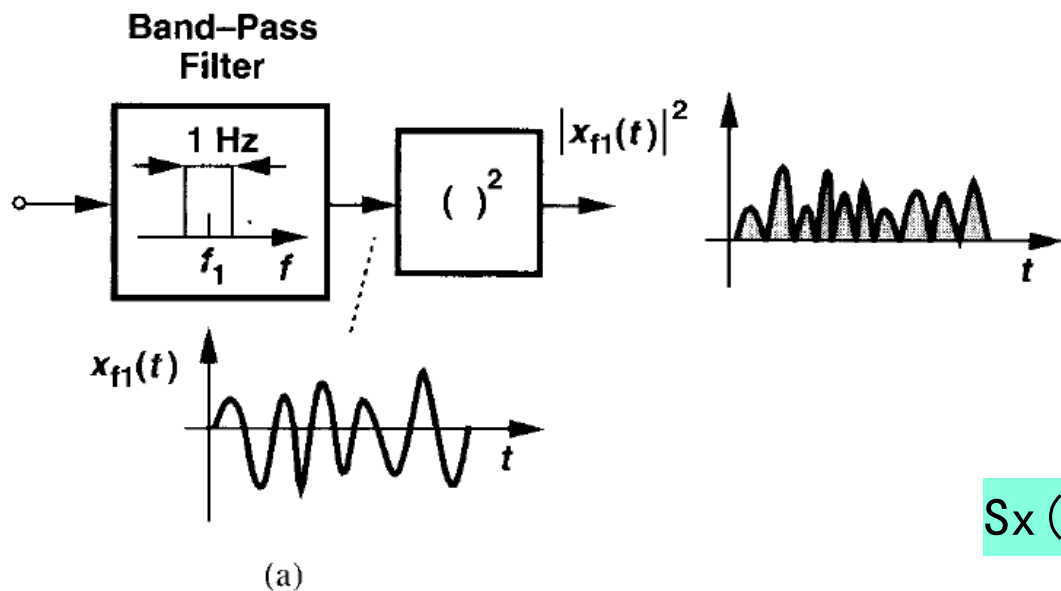 Band–Pass
Filter
1 Hz
f1
f
( )²
|xf1(t)|²
t
xf1(t)
t
(a)
Sx(